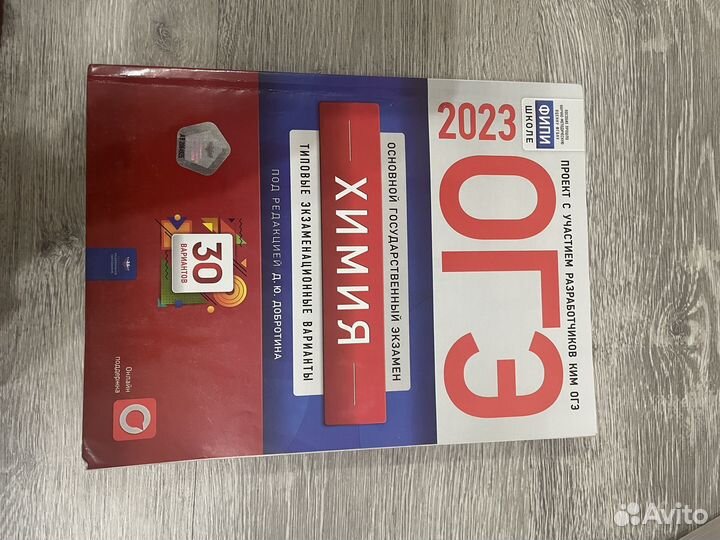 ПРОЕКТ С УЧАСТИЕМ РАЗРАБОТЧИКОВ КИМ ОГЭ
ФИПИ
ШКОЛЕ
2023
ОГЭ
ОСНОВНОЙ ГОСУДАРСТВЕННЫЙ ЭКЗАМЕН
ХИМИЯ
ТИПОВЫЕ ЭКЗАМЕНАЦИОННЫЕ ВАРИАНТЫ
ПОД РЕДАКЦИЕЙ Д.Ю. ДОБРОТИНА
30
ВАРИАНТОВ
Онлайн
поддержка
Avito